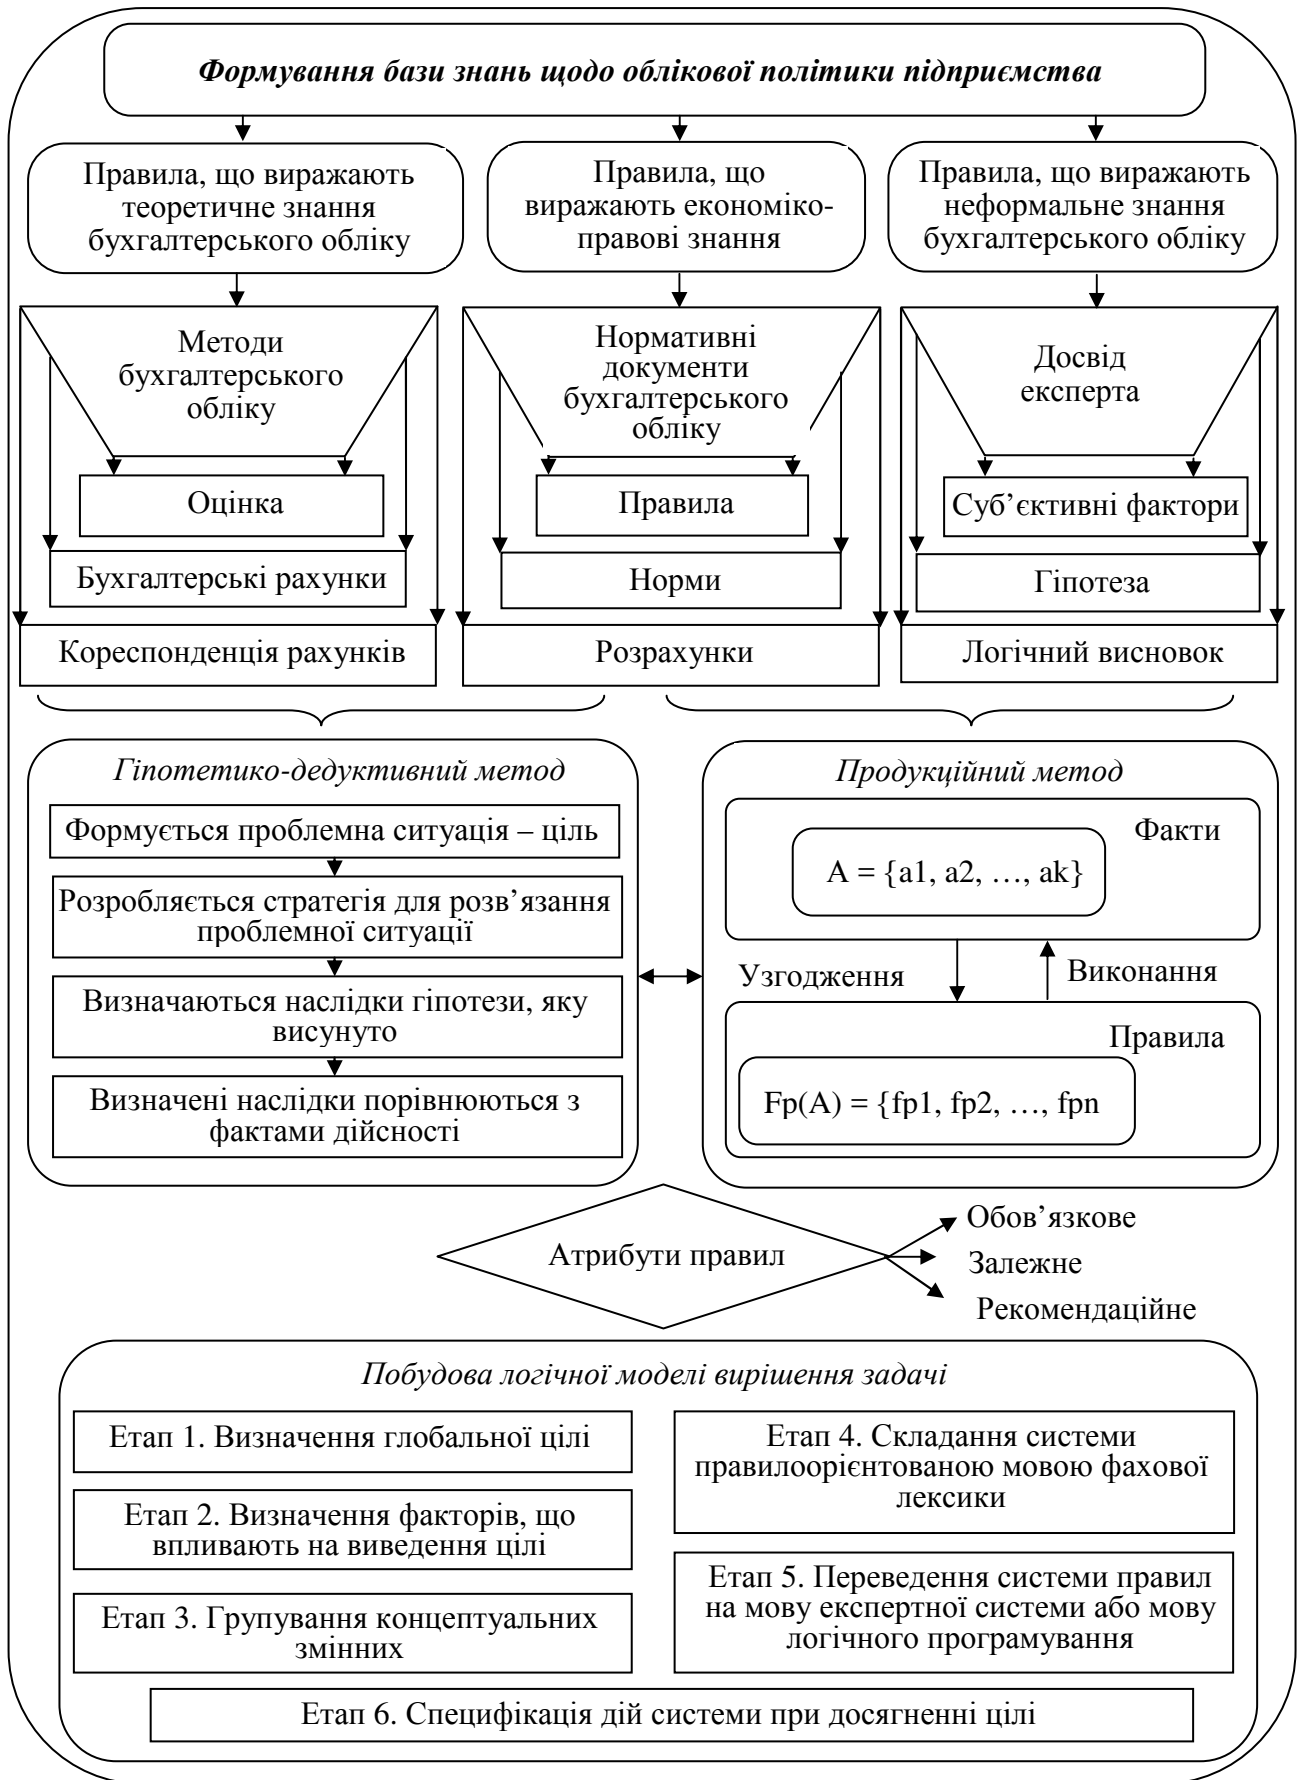 Формування бази знань щодо облікової політики підприємства
Правила, що виражають
теоретичне знання
бухгалтерського обліку
Правила, що
виражають економіко-
правові знання
Правила, що виражають
неформальне знання
бухгалтерського обліку
Методи
бухгалтерського
обліку
Нормативні
документи
бухгалтерського
обліку
Досвід
експерта
Оцінка
Правила
Суб’єктивні фактори
Бухгалтерські рахунки
Норми
Гіпотеза
Кореспонденція рахунків
Розрахунки
Логічний висновок
Гіпотетико-дедуктивний метод
Формується проблемна ситуація – ціль
Розробляється стратегія для розв’язання
проблемної ситуації
Визначаються наслідки гіпотези, яку
висунуто
Визначені наслідки порівнюються з
фактами дійсності
Продукційний метод
Факти
A = {a1, a2, …, ak}
Узгодження
Виконання
Правила
Fp(A) = {fp1, fp2, …, fpn
Атрибути правил
Обов’язкове
Залежне
Рекомендаційне
Побудова логічної моделі вирішення задачі
Етап 1. Визначення глобальної цілі
Етап 2. Визначення факторів, що
впливають на виведення цілі
Етап 3. Групування концептуальних
змінних
Етап 4. Складання системи
правилоорієнтованою мовою фахової
лексики
Етап 5. Переведення системи правил
на мову експертної системи або мову
логічного програмування
Етап 6. Специфікація дій системи при досягненні цілі